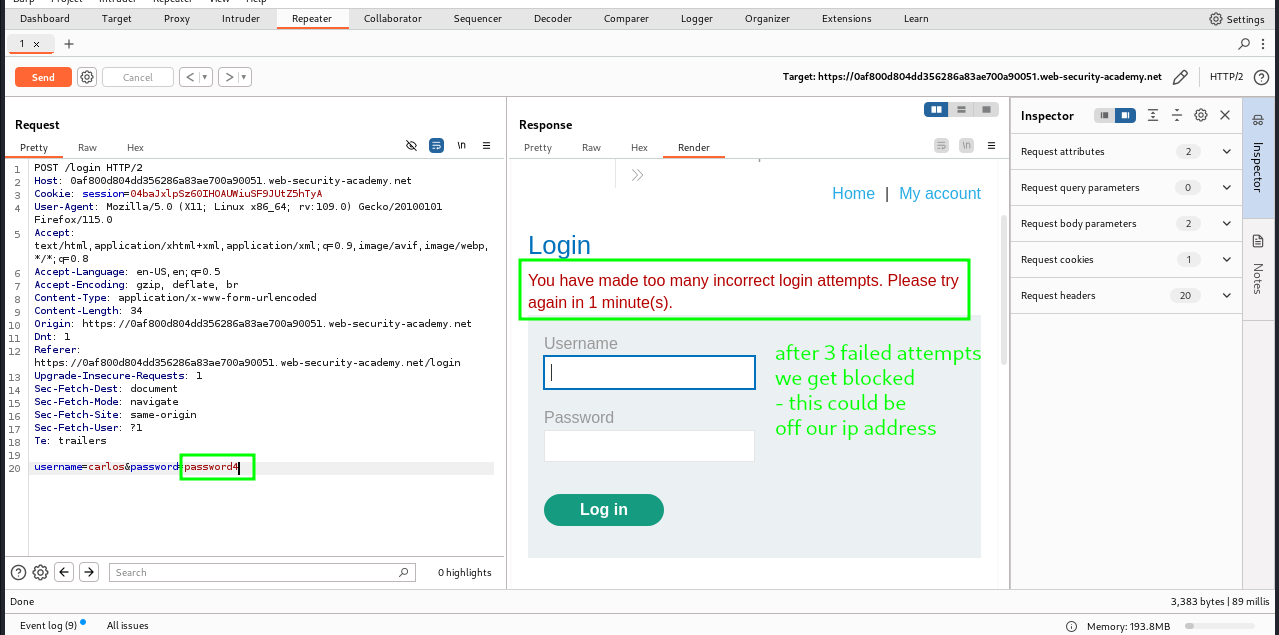 Burp Project Intruder Repeater View Help
Dashboard Target Proxy Intruder Repeater Collaborator Sequencer Decoder Comparer Logger Organizer Extensions Learn Settings
1 × +
Send Cancel < > Target: https://0af800d804dd356286a83ae700a90051.web-security-academy.net HTTP/2
Request
Pretty Raw Hex \n
1 POST /login HTTP/2
2 Host: 0af800d804dd356286a83ae700a90051.web-security-academy.net
3 Cookie: session=04baJxlpSz60IHOAUWiuSF9JUtZ5hTyA
4 User-Agent: Mozilla/5.0 (X11; Linux x86_64; rv:109.0) Gecko/20100101
Firefox/115.0
5 Accept:
text/html,application/xhtml+xml,application/xml;q=0.9,image/avif,image/webp,
*/*;q=0.8
6 Accept-Language: en-US,en;q=0.5
7 Accept-Encoding: gzip, deflate, br
8 Content-Type: application/x-www-form-urlencoded
9 Content-Length: 34
10 Origin: https://0af800d804dd356286a83ae700a90051.web-security-academy.net
11 Dnt: 1
12 Referer:
https://0af800d804dd356286a83ae700a90051.web-security-academy.net/login
13 Upgrade-Insecure-Requests: 1
14 Sec-Fetch-Dest: document
15 Sec-Fetch-Mode: navigate
16 Sec-Fetch-Site: same-origin
17 Sec-Fetch-User: ?1
18 Te: trailers
19
20 username=carlos&password=password4
Search 0 highlights
Response
Pretty Raw Hex Render \n
Home | My account
Login
You have made too many incorrect login attempts. Please try
again in 1 minute(s).
Username
Password
Log in
after 3 failed attempts
we get blocked
- this could be
off our ip address
Inspector
Request attributes 2
Request query parameters 0
Request body parameters 2
Request cookies 1
Request headers 20
Inspector
Notes
Done 3,383 bytes | 89 millis
Event log (9) All issues Memory: 193.8MB